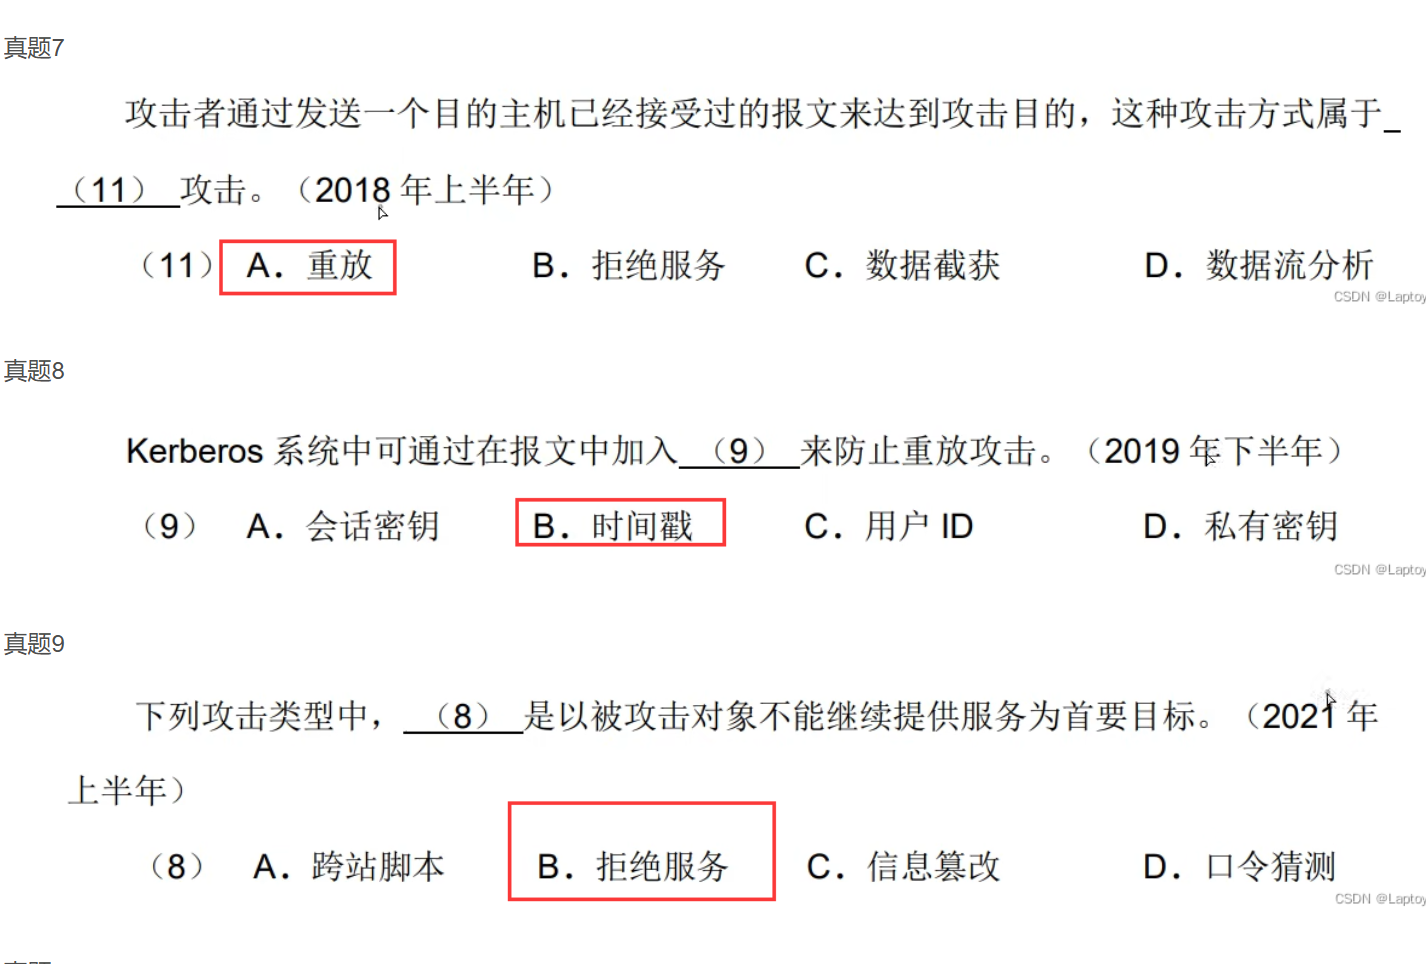 真题7
攻击者通过发送一个目的主机已经接受过的报文来达到攻击目的，这种攻击方式属于_
（11） 攻击。（2018 年上半年）
（11） A． 重放 B． 拒绝服务 C． 数据截获 D． 数据流分析
CSDN @Laptoy
真题8
Kerberos 系统中可通过在报文中加入 （9） 来防止重放攻击。（2019 年下半年）
（9） A． 会话密钥 B． 时间戳 C． 用户 ID D． 私有密钥
CSDN @Laptoy
真题9
下列攻击类型中， （8） 是以被攻击对象不能继续提供服务为首要目标。（2021 年
上半年）
（8） A． 跨站脚本 B． 拒绝服务 C． 信息篡改 D． 口令猜测
CSDN @Laptoy